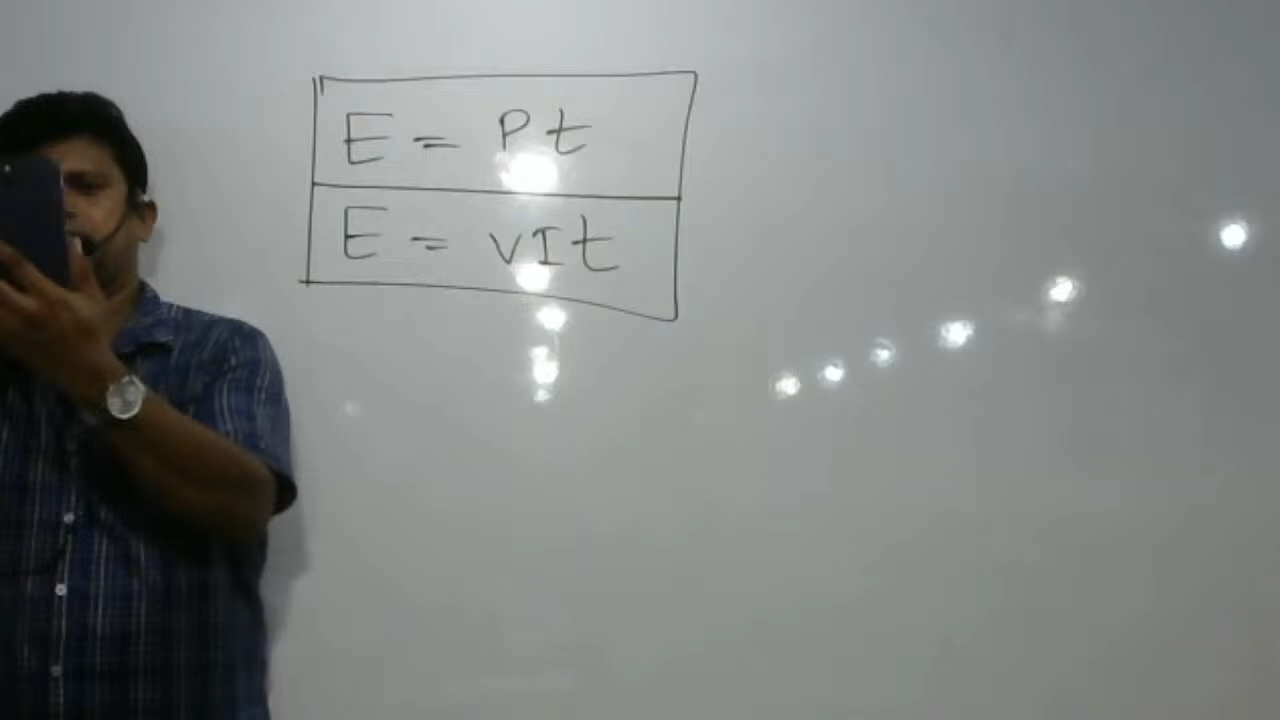 E = Pt
E = VIt